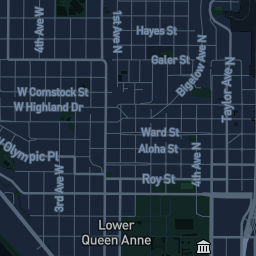 4th Ave W
1st Ave N
Hayes St
Galer St
Bigelow Ave N
Taylor Ave N
W Comstock St
W Highland Dr
Ward St
Aloha St
Olympic Pl
3rd Ave W
Roy St
4th Ave N
Lower
Queen Anne